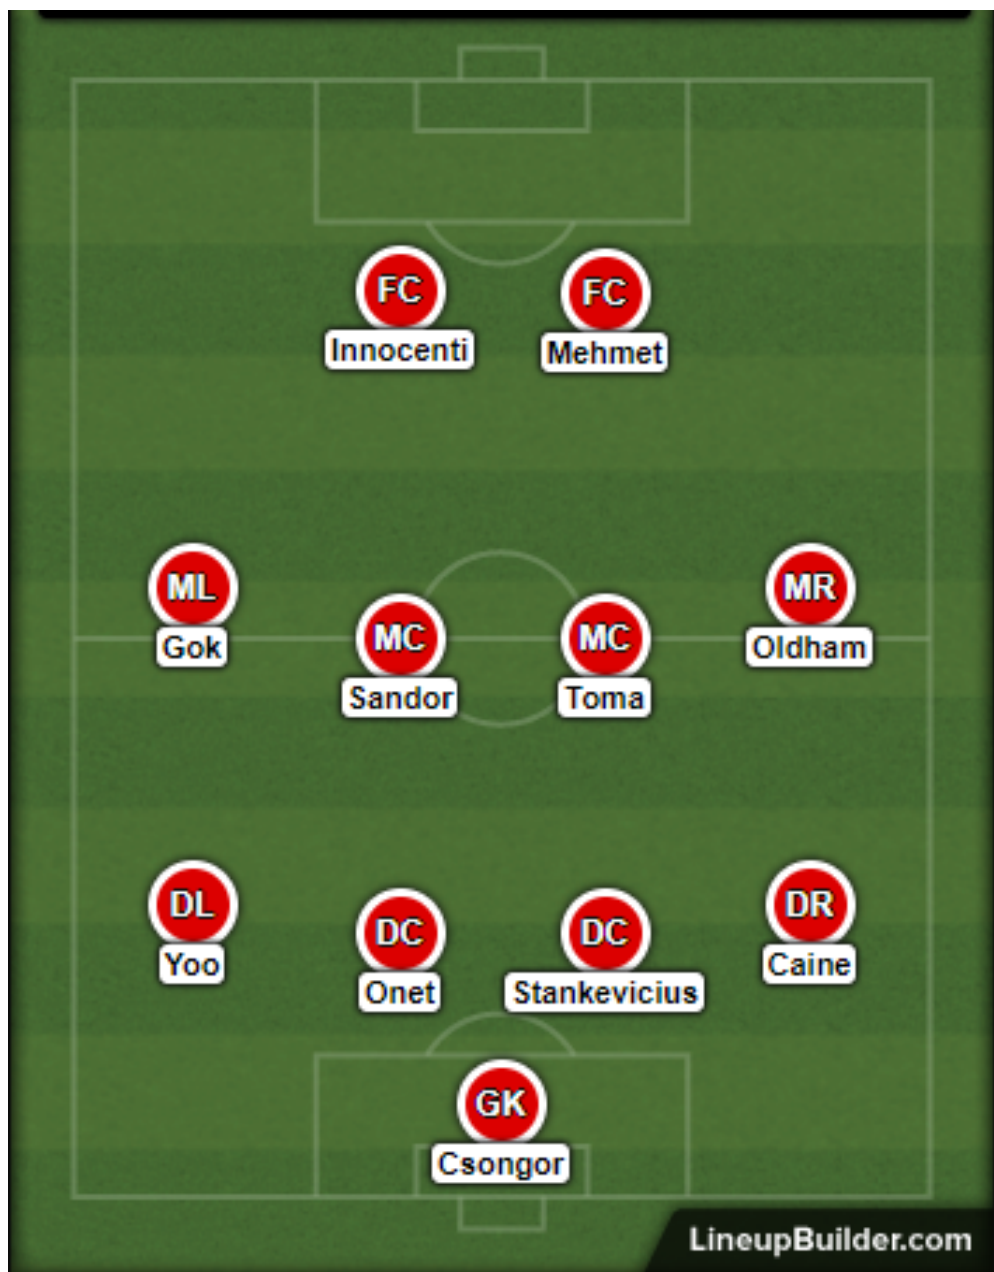 FC
Innocenti
FC
Mehmet
ML
Gok
MC
Sandor
MC
Toma
MR
Oldham
DL
Yoo
DC
Onet
DC
Stankevicius
DR
Caine
GK
Csongor
LineupBuilder.com